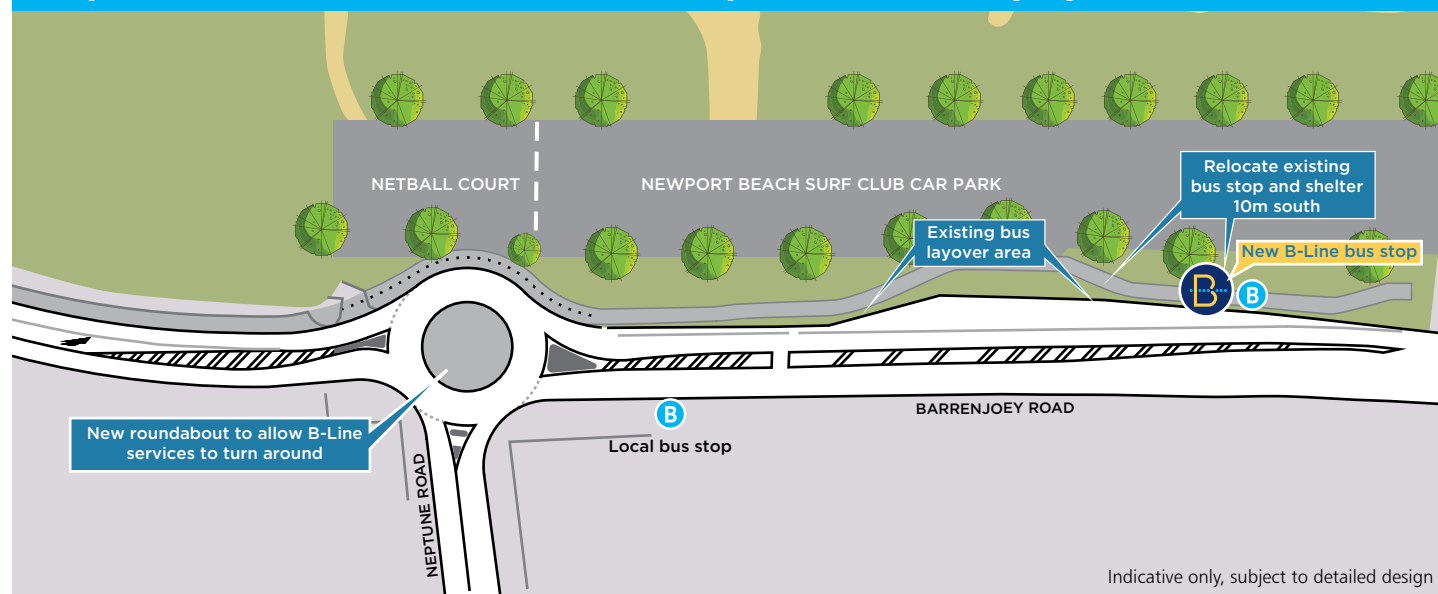 NETBALL COURT
NEWPORT BEACH SURF CLUB CAR PARK
Relocate existing
bus stop and shelter
10m south
Existing bus
layover area
New B-Line bus stop
B
B
New roundabout to allow B-Line
services to turn around
B
Local bus stop
BARRENJOEY ROAD
NEPTUNE ROAD
Indicative only, subject to detailed design